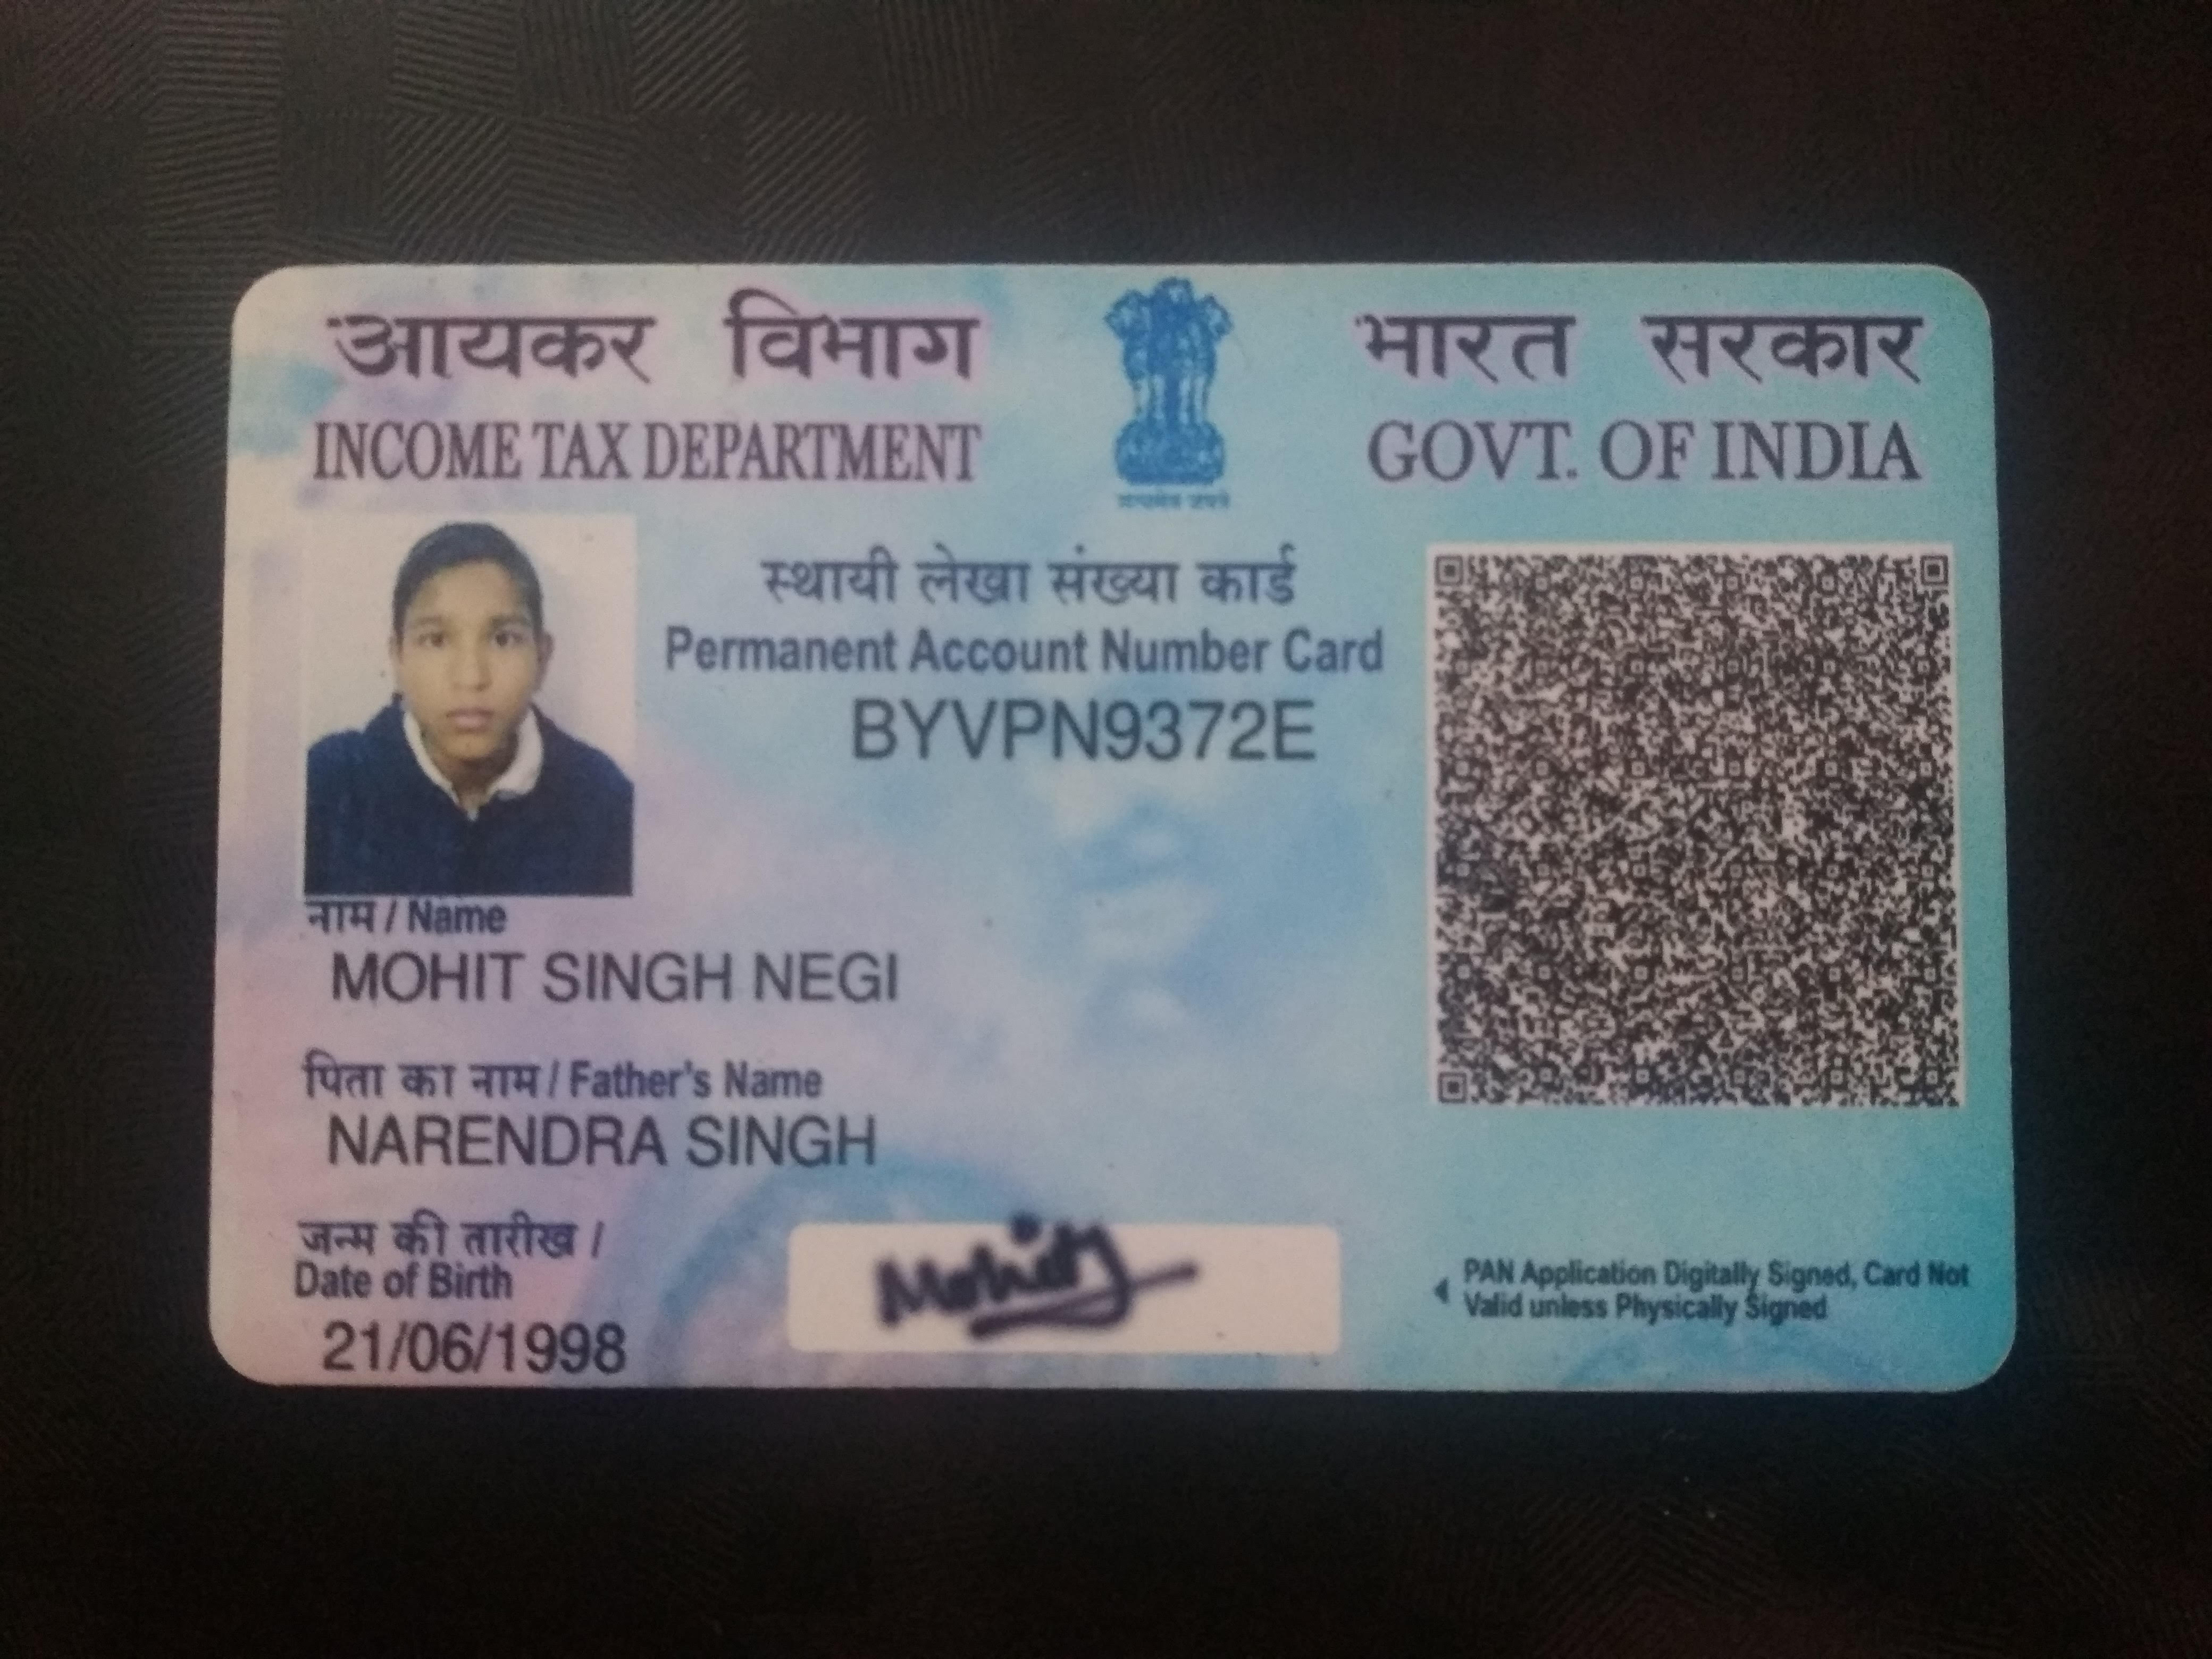 आयकर विभाग
INCOME TAX DEPARTMENT
भारत सरकार
GOVT. OF INDIA
सत्यमेव जयते
स्थायी लेखा संख्या कार्ड
Permanent Account Number Card
BYVPN9372E
नाम / Name
MOHIT SINGH NEGI
पिता का नाम / Father's Name
NARENDRA SINGH
जन्म की तारीख /
Date of Birth
21/06/1998
Mohit
PAN Application Digitally Signed, Card Not
Valid unless Physically Signed